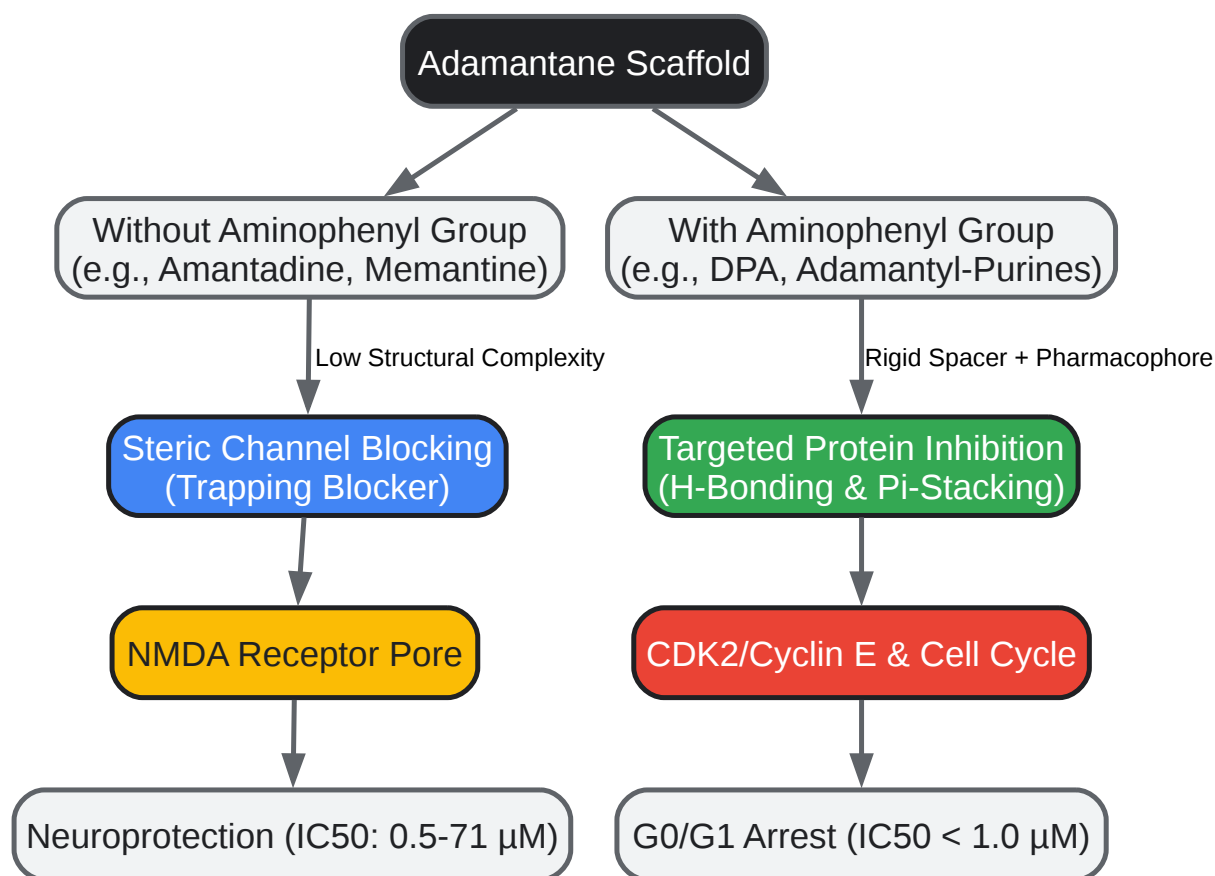 Adamantane Scaffold
Without Aminophenyl Group
(e.g., Amantadine, Memantine)
With Aminophenyl Group
(e.g., DPA, Adamantyl-Purines)
Low Structural Complexity
Rigid Spacer + Pharmacophore
Steric Channel Blocking
(Trapping Blocker)
Targeted Protein Inhibition
(H-Bonding & Pi-Stacking)
NMDA Receptor Pore
CDK2/Cyclin E & Cell Cycle
Neuroprotection (IC50: 0.5-71 µM)
G0/G1 Arrest (IC50 < 1.0 µM)